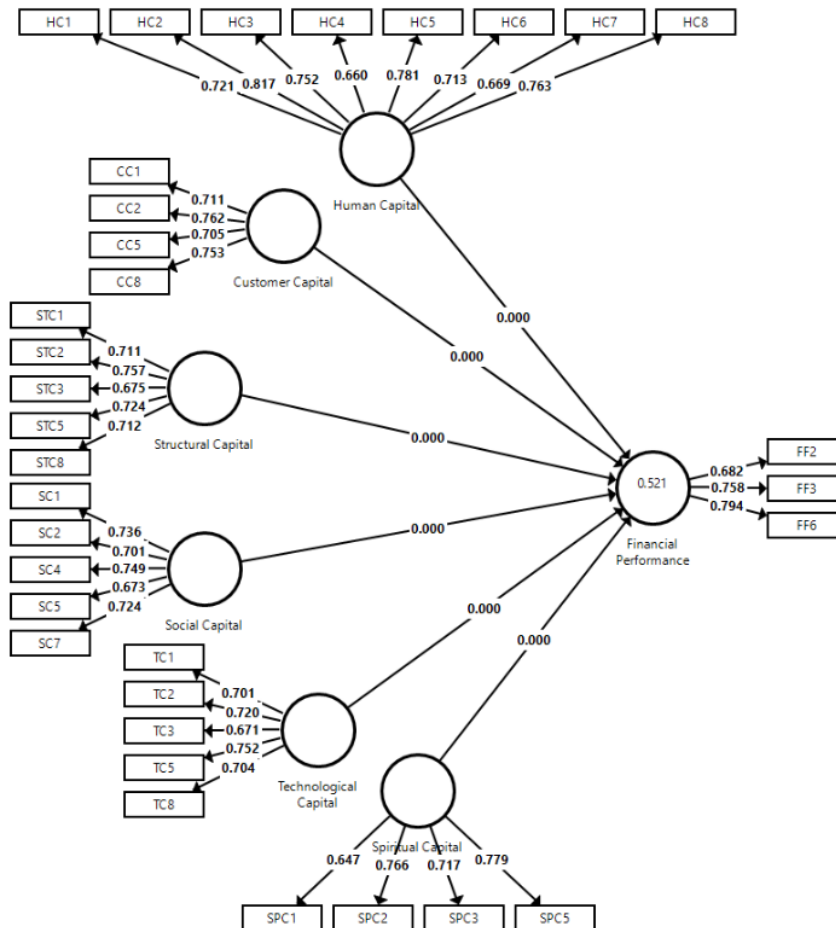 HC1 HC2 HC3 HC4 HC5 HC6 HC7 HC8
0.721 0.817 0.752 0.660 0.781 0.713 0.669 0.763
Human Capital
CC1
CC2
CC5
CC8
0.711
0.762
0.705
0.753
Customer Capital
0.000
0.000
STC1
STC2
STC3
STC5
STC8
0.711
0.757
0.675
0.724
0.712
Structural Capital
0.000
SC1
SC2
SC4
SC5
SC7
0.736
0.701
0.749
0.673
0.724
Social Capital
0.000
0.521
Financial
Performance
0.682
0.758
0.794
FF2
FF3
FF6
TC1
TC2
TC3
TC5
TC8
0.701
0.720
0.671
0.752
0.704
Technological
Capital
0.000
0.000
Spiritual Capital
0.647 0.766 0.717 0.779
SPC1 SPC2 SPC3 SPC5